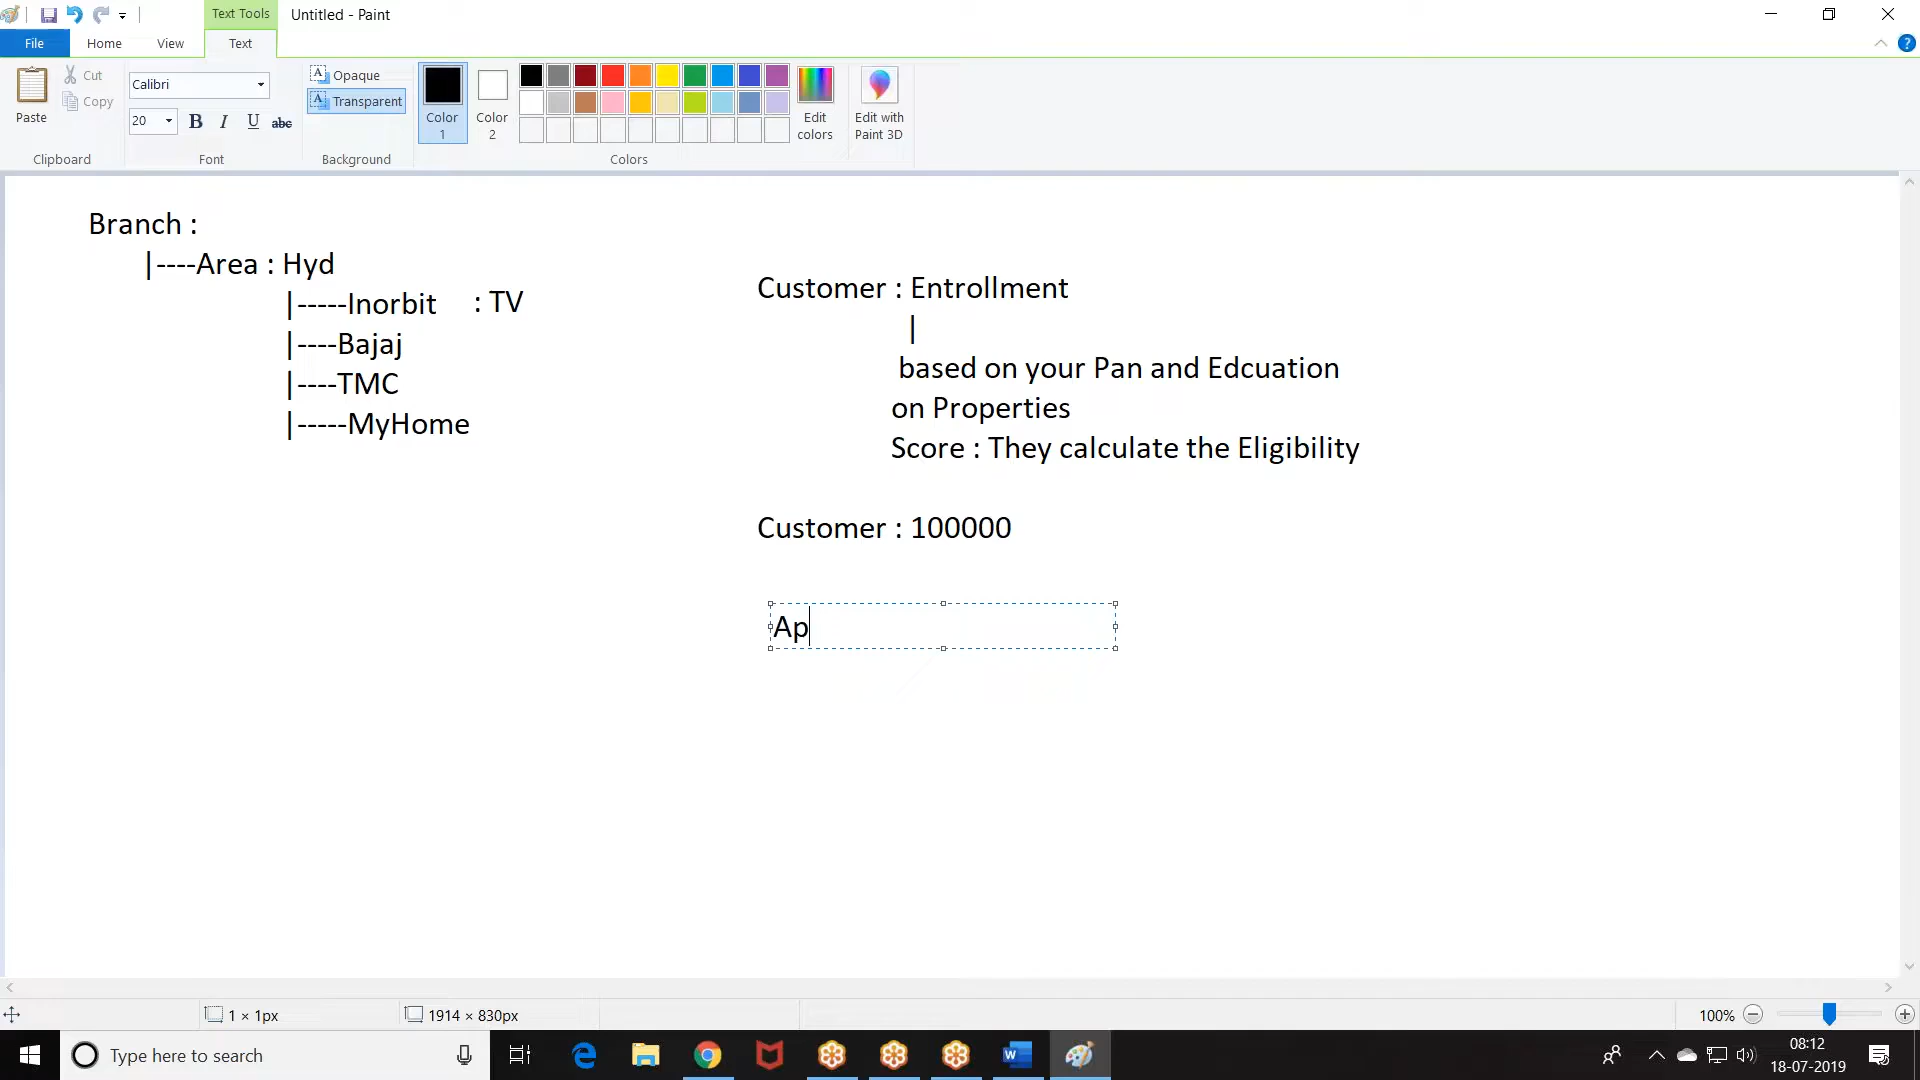 Text Tools
Untitled - Paint
File
Home
View
Text
Paste
Cut
Copy
Clipboard
Calibri
20
B I U abc
Font
Opaque
Transparent
Background
Color 1
Color 2
Edit colors
Colors
Edit with Paint 3D
Branch :
|----Area : Hyd
|-----Inorbit : TV
|----Bajaj
|----TMC
|-----MyHome
Customer : Entrollment
|
based on your Pan and Edcuation
on Properties
Score : They calculate the Eligibility
Customer : 100000
Ap
1 × 1px
1914 × 830px
100%
Type here to search
08:12
18-07-2019